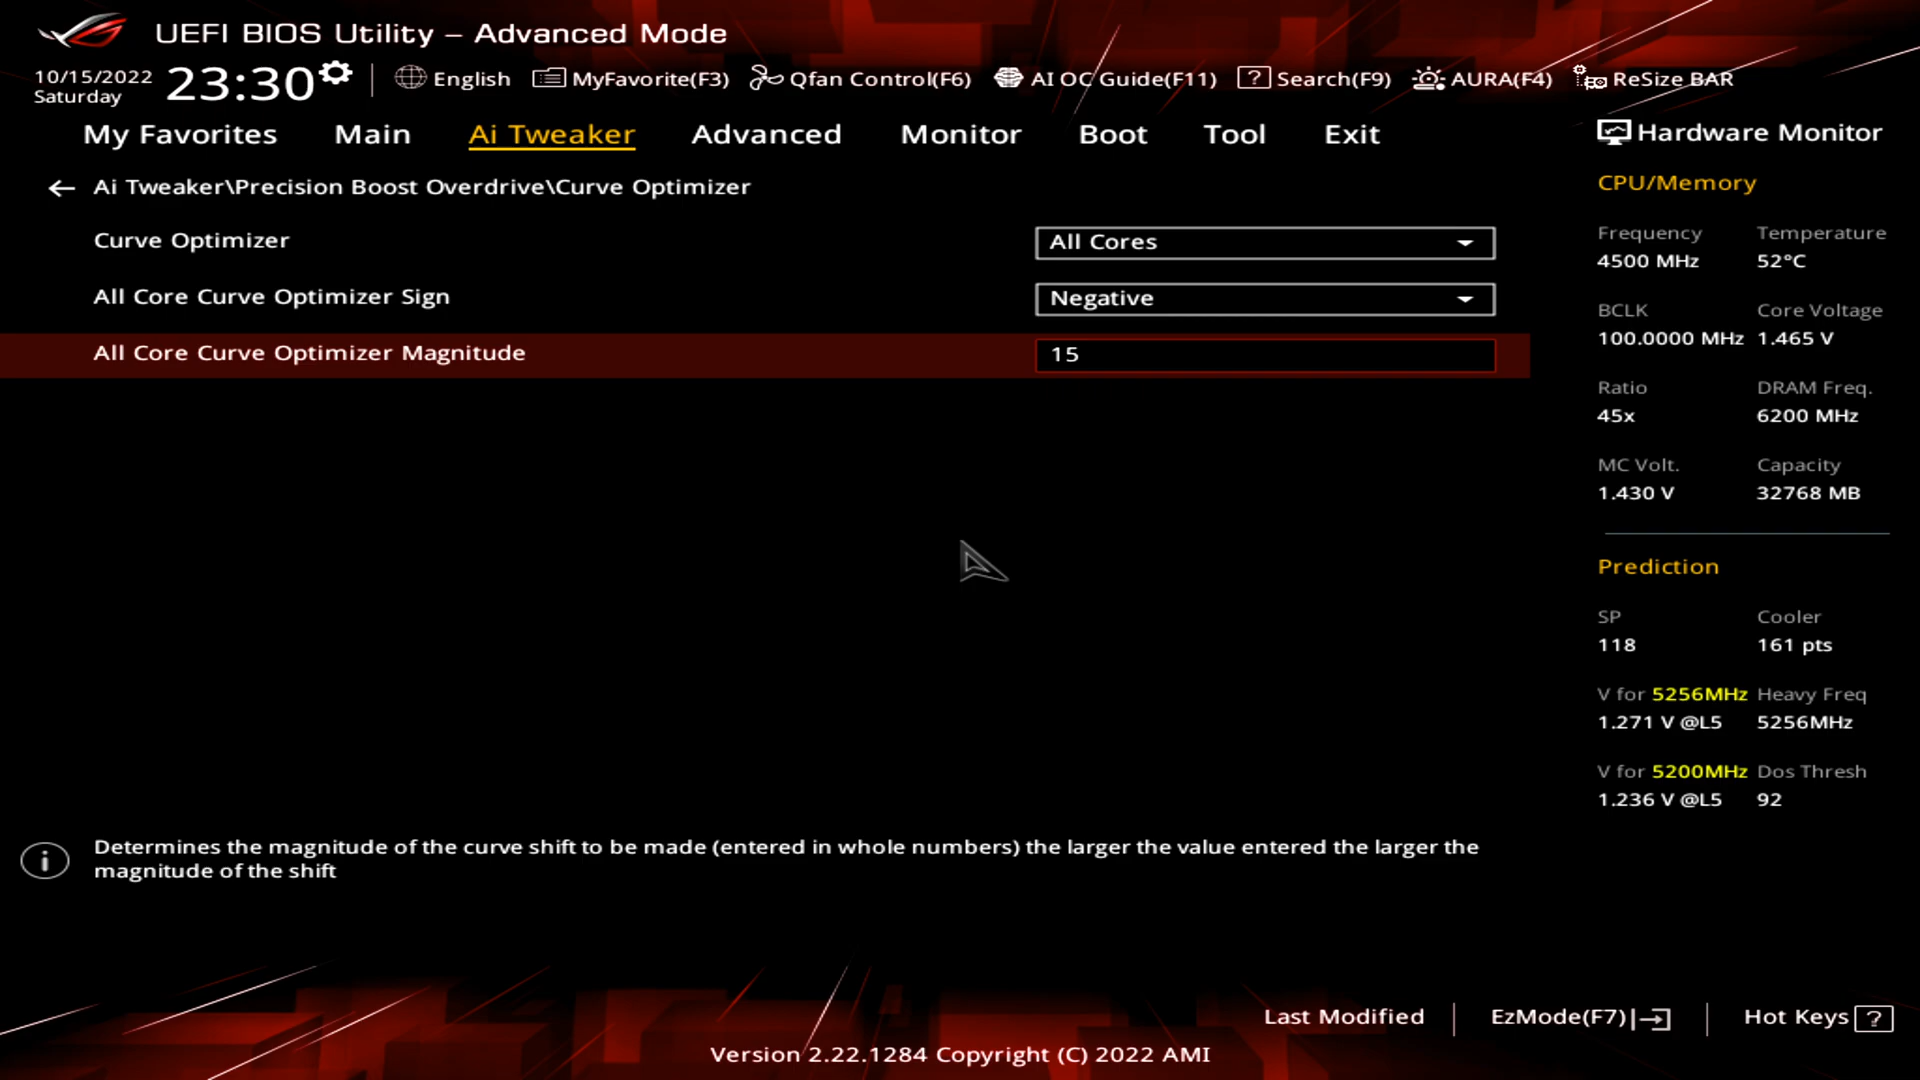 UEFI BIOS Utility – Advanced Mode
10/15/2022
Saturday
23:30
English
MyFavorite(F3)
Qfan Control(F6)
AI OC Guide(F11)
Search(F9)
AURA(F4)
ReSize BAR
My Favorites
Main
Ai Tweaker
Advanced
Monitor
Boot
Tool
Exit
Ai Tweaker\Precision Boost Overdrive\Curve Optimizer
Curve Optimizer
All Cores
All Core Curve Optimizer Sign
Negative
All Core Curve Optimizer Magnitude
15
Hardware Monitor
CPU/Memory
Frequency Temperature
4500 MHz 52°C
BCLK Core Voltage
100.0000 MHz 1.465 V
Ratio DRAM Freq.
45x 6200 MHz
MC Volt. Capacity
1.430 V 32768 MB
Prediction
SP Cooler
118 161 pts
V for 5256MHz Heavy Freq
1.271 V @L5 5256MHz
V for 5200MHz Dos Thresh
1.236 V @L5 92
Determines the magnitude of the curve shift to be made (entered in whole numbers) the larger the value entered the larger the
magnitude of the shift
Last Modified
EzMode(F7)
Hot Keys ?
Version 2.22.1284 Copyright (C) 2022 AMI